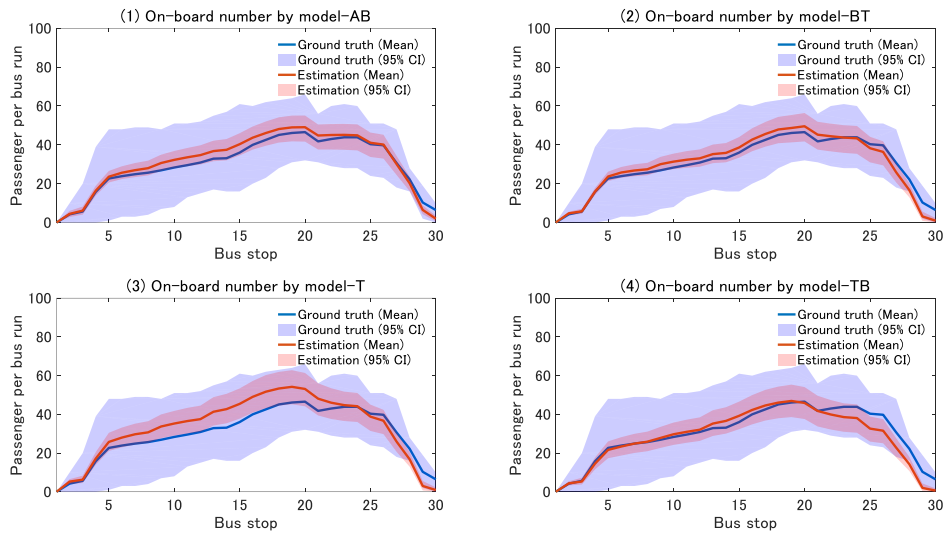 (1) On-board number by model-AB
Passenger per bus run
100
80
60
40
20
0
Ground truth (Mean)
Ground truth (95% CI)
Estimation (Mean)
Estimation (95% CI)
5
10
15
20
25
30
Bus stop
(2) On-board number by model-BT
Passenger per bus run
100
80
60
40
20
0
Ground truth (Mean)
Ground truth (95% CI)
Estimation (Mean)
Estimation (95% CI)
5
10
15
20
25
30
Bus stop
(3) On-board number by model-T
Passenger per bus run
100
80
60
40
20
0
Ground truth (Mean)
Ground truth (95% CI)
Estimation (Mean)
Estimation (95% CI)
5
10
15
20
25
30
Bus stop
(4) On-board number by model-TB
Passenger per bus run
100
80
60
40
20
0
Ground truth (Mean)
Ground truth (95% CI)
Estimation (Mean)
Estimation (95% CI)
5
10
15
20
25
30
Bus stop